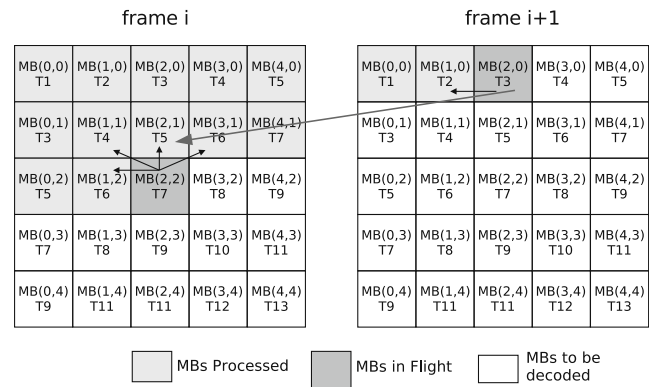 frame i
frame i+1
MB(0,0) MB(1,0) MB(2,0) MB(3,0) MB(4,0)
T1 T2 T3 T4 T5
MB(0,1) MB(1,1) MB(2,1) MB(3,1) MB(4,1)
T3 T4 T5 T6 T7
MB(0,2) MB(1,2) MB(2,2) MB(3,2) MB(4,2)
T5 T6 T7 T8 T9
MB(0,3) MB(1,3) MB(2,3) MB(3,3) MB(4,3)
T7 T8 T9 T10 T11
MB(0,4) MB(1,4) MB(2,4) MB(3,4) MB(4,4)
T9 T11 T11 T12 T13
MB(0,0) MB(1,0) MB(2,0) MB(3,0) MB(4,0)
T1 T2 T3 T4 T5
MB(0,1) MB(1,1) MB(2,1) MB(3,1) MB(4,1)
T3 T4 T5 T6 T7
MB(0,2) MB(1,2) MB(2,2) MB(3,2) MB(4,2)
T5 T6 T7 T8 T9
MB(0,3) MB(1,3) MB(2,3) MB(3,3) MB(4,3)
T7 T8 T9 T10 T11
MB(0,4) MB(1,4) MB(2,4) MB(3,4) MB(4,4)
T9 T11 T11 T12 T13
MBs Processed
MBs in Flight
MBs to be
decoded